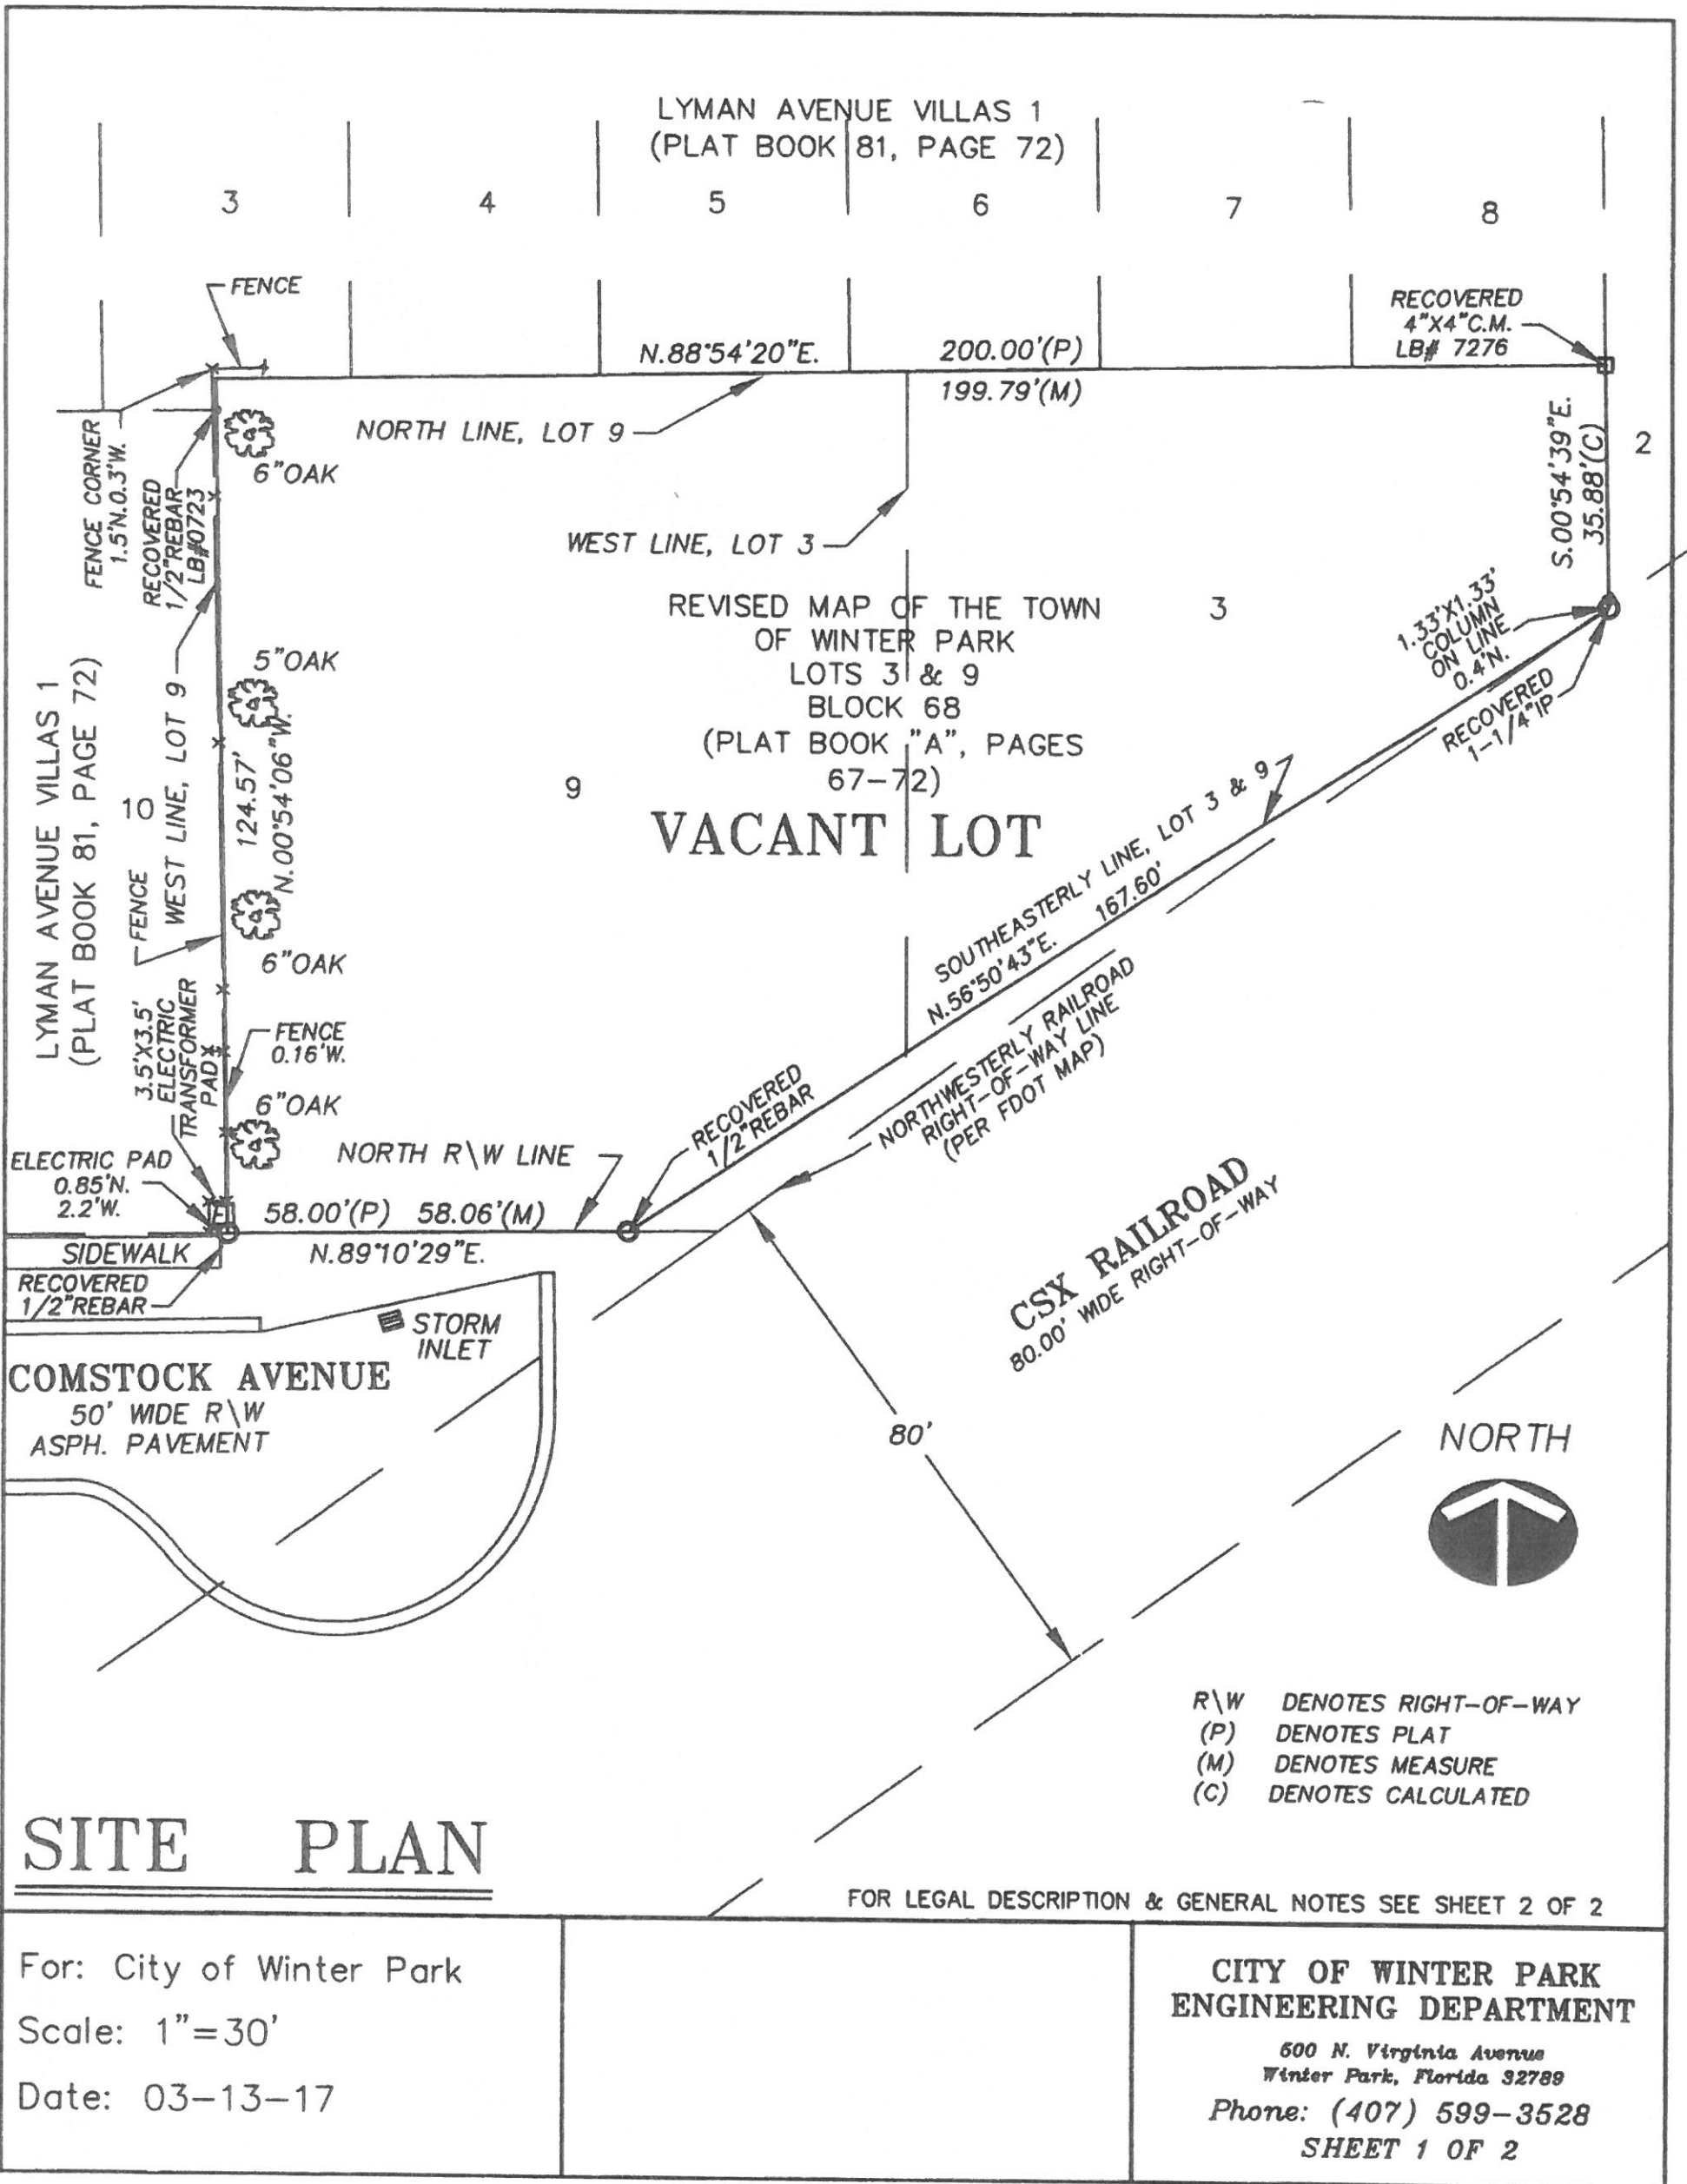 LYMAN AVENUE VILLAS 1
(PLAT BOOK 81, PAGE 72)
3
4
5
6
7
8
FENCE
RECOVERED
4"X4"C.M.
LB# 7276
N.88°54'20"E.
200.00'(P)
199.79'(M)
NORTH LINE, LOT 9
FENCE CORNER
1.5'N.0.3'W.
RECOVERED
1/2"REBAR
LB#0723
6"OAK
S.00°54'39"E.
35.88'(C)
2
WEST LINE, LOT 3
REVISED MAP OF THE TOWN
OF WINTER PARK
LOTS 3 & 9
BLOCK 68
(PLAT BOOK "A", PAGES
67-72)
VACANT LOT
3
9
1.33'X1.33'
COLUMN
ON LINE
0.4'N.
RECOVERED
1-1/4"IP
LYMAN AVENUE VILLAS 1
(PLAT BOOK 81, PAGE 72)
10
WEST LINE, LOT 9
5"OAK
124.57'
N.00°54'06"W.
FENCE
6"OAK
SOUTHEASTERLY LINE, LOT 3 & 9
N.56°50'43"E.
167.60'
3.5'X3.5'
ELECTRIC
TRANSFORMER
PAD
FENCE
0.16'W.
6"OAK
RECOVERED
1/2"REBAR
NORTHWESTERLY RAILROAD
RIGHT-OF-WAY LINE
(PER FDOT MAP)
ELECTRIC PAD
0.85'N.
2.2'W.
NORTH R\W LINE
58.00'(P) 58.06'(M)
N.89°10'29"E.
SIDEWALK
RECOVERED
1/2"REBAR
STORM
INLET
CSX RAILROAD
80.00' WIDE RIGHT-OF-WAY
COMSTOCK AVENUE
50' WIDE R\W
ASPH. PAVEMENT
80'
NORTH
R\W DENOTES RIGHT-OF-WAY
(P) DENOTES PLAT
(M) DENOTES MEASURE
(C) DENOTES CALCULATED
SITE PLAN
FOR LEGAL DESCRIPTION & GENERAL NOTES SEE SHEET 2 OF 2
For: City of Winter Park
Scale: 1"=30'
Date: 03-13-17
CITY OF WINTER PARK
ENGINEERING DEPARTMENT
500 N. Virginia Avenue
Winter Park, Florida 32789
Phone: (407) 599-3528
SHEET 1 OF 2